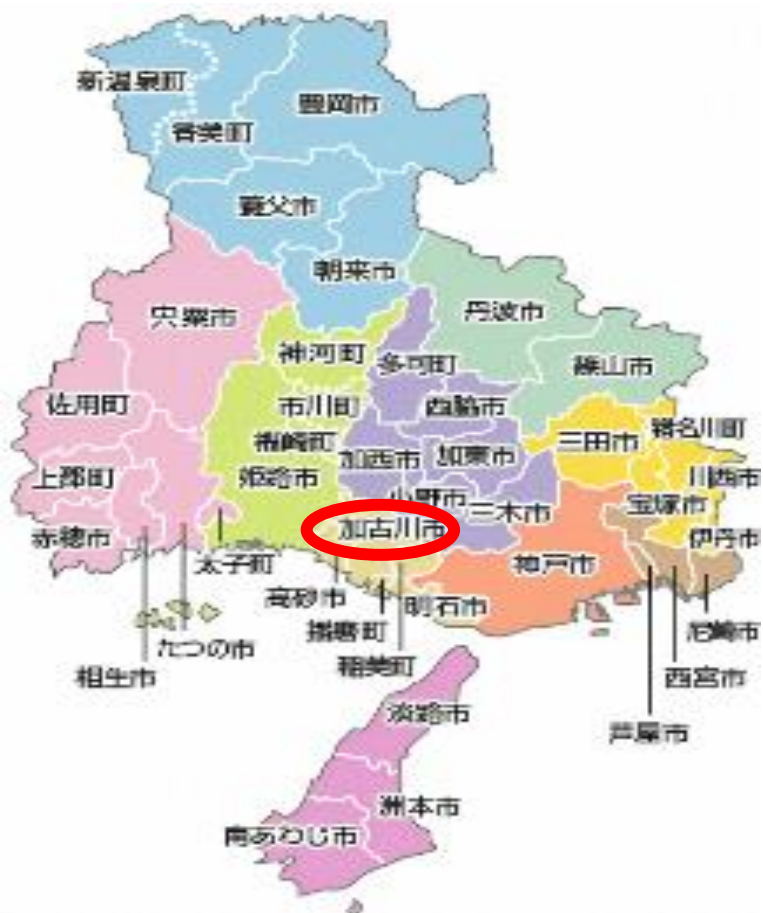 新温泉町
豊岡市
香美町
養父市
朝来市
宍粟市
丹波市
神河町
多可町
篠山市
佐用町
市川町
西脇市
猪名川町
福崎町
三田市
加西市
加東市
上郡町
姫路市
川西市
小野市
宝塚市
三木市
赤穂市
加古川市
伊丹市
太子町
神戸市
高砂市
明石市
播磨町
尼崎市
たつの市
稲美町
相生市
西宮市
淡路市
芦屋市
洲本市
南あわじ市